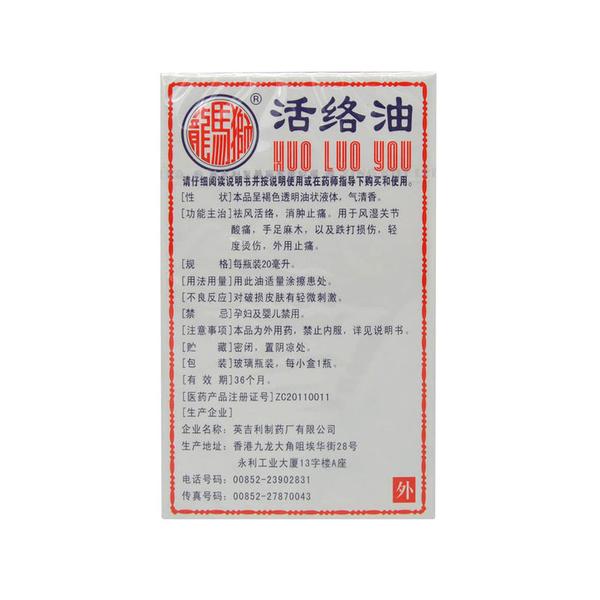 龍馬獅
®
活络油
HUO LUO YOU
请仔细阅读说明书并按说明使用或在药师指导下购买和使用。
[性 状]本品呈褐色透明油状液体，气清香。
[功能主治]祛风活络，消肿止痛。用于风湿关节
酸痛，手足麻木，以及跌打损伤，轻
度烫伤，外用止痛。
[规 格]每瓶装20毫升。
[用法用量]用此油适量涂擦患处。
[不良反应]对破损皮肤有轻微刺激。
[禁 忌]孕妇及婴儿禁用。
[注意事项]本品为外用药，禁止内服，详见说明书。
[贮 藏]密闭，置阴凉处。
[包 装]玻璃瓶装，每小盒1瓶。
[有 效 期]36个月。
[医药产品注册证号]ZC20110011
[生产企业]
企业名称：英吉利制药厂有限公司
生产地址：香港九龙大角咀埃华街28号
永利工业大厦13字楼A座
电话号码：00852-23902831
传真号码：00852-27870043
外